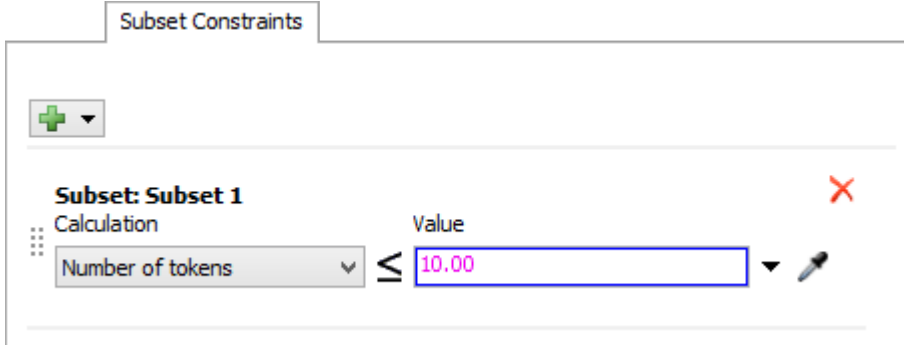 Subset Constraints
Subset: Subset 1
Calculation Value
Number of tokens ≤ 10.00